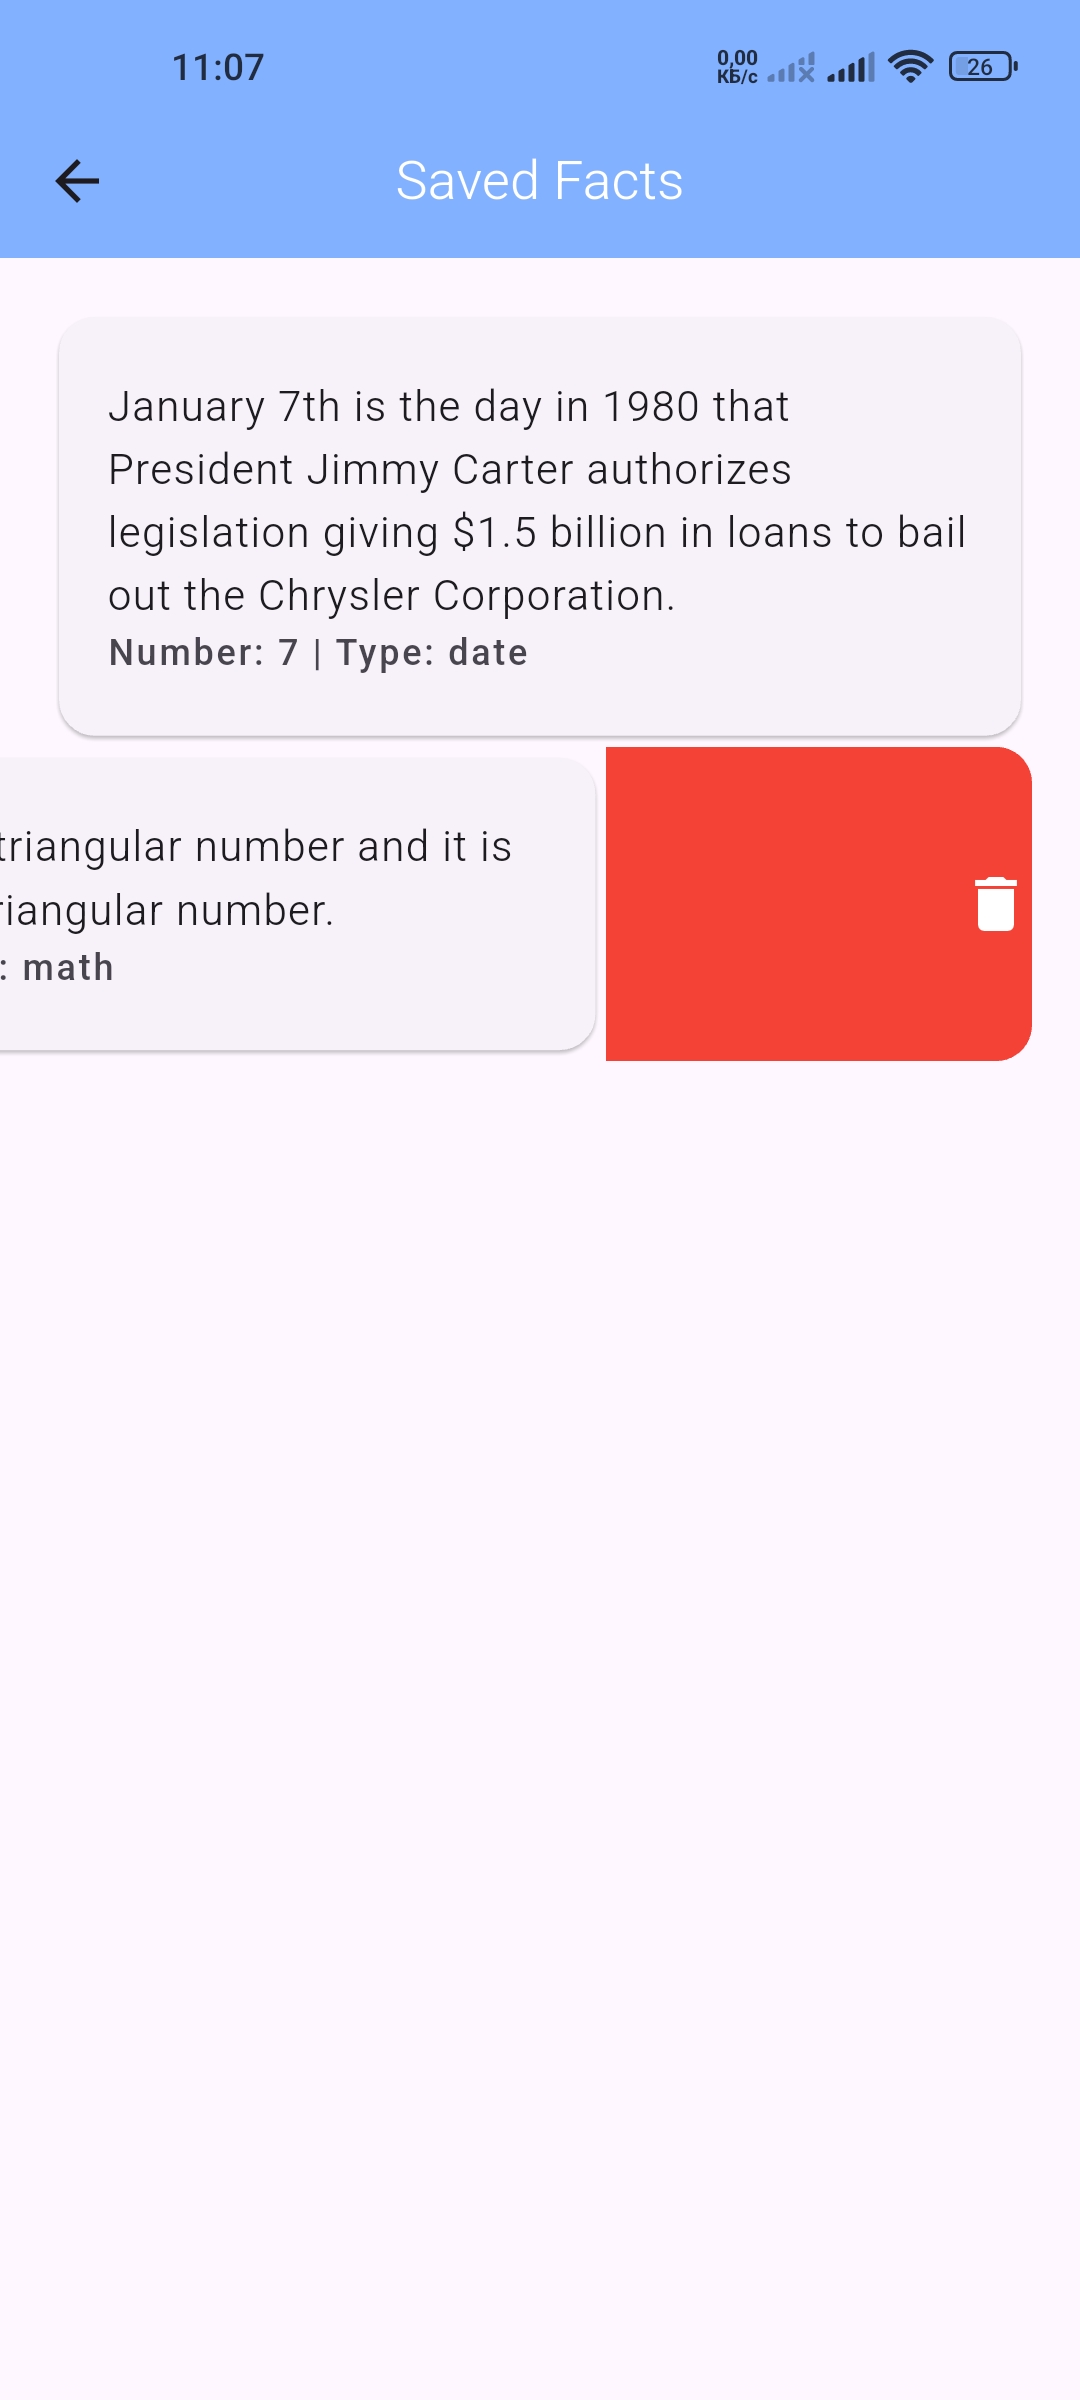 11:07
0,00
КБ/с
26
Saved Facts
January 7th is the day in 1980 that
President Jimmy Carter authorizes
legislation giving $1.5 billion in loans to bail
out the Chrysler Corporation.
Number: 7 | Type: date
triangular number and it is
riangular number.
: math